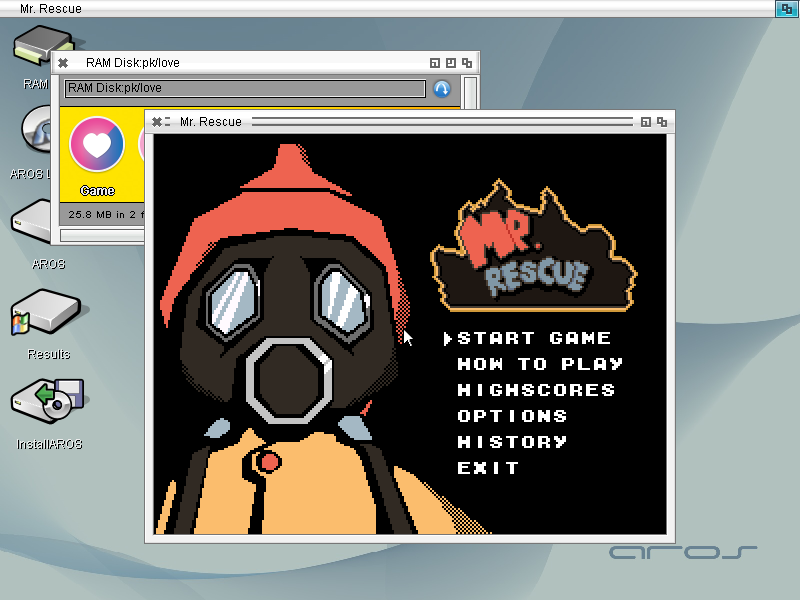 Mr. Rescue
RAM Disk:pk/love
RAM Disk:pk/love
RAM
AROS
Game
25.8 MB in 2
Mr. Rescue
MR.
RESCUE
START GAME
HOW TO PLAY
HIGHSCORES
OPTIONS
HISTORY
EXIT
AROS
Results
InstallAROS
aros